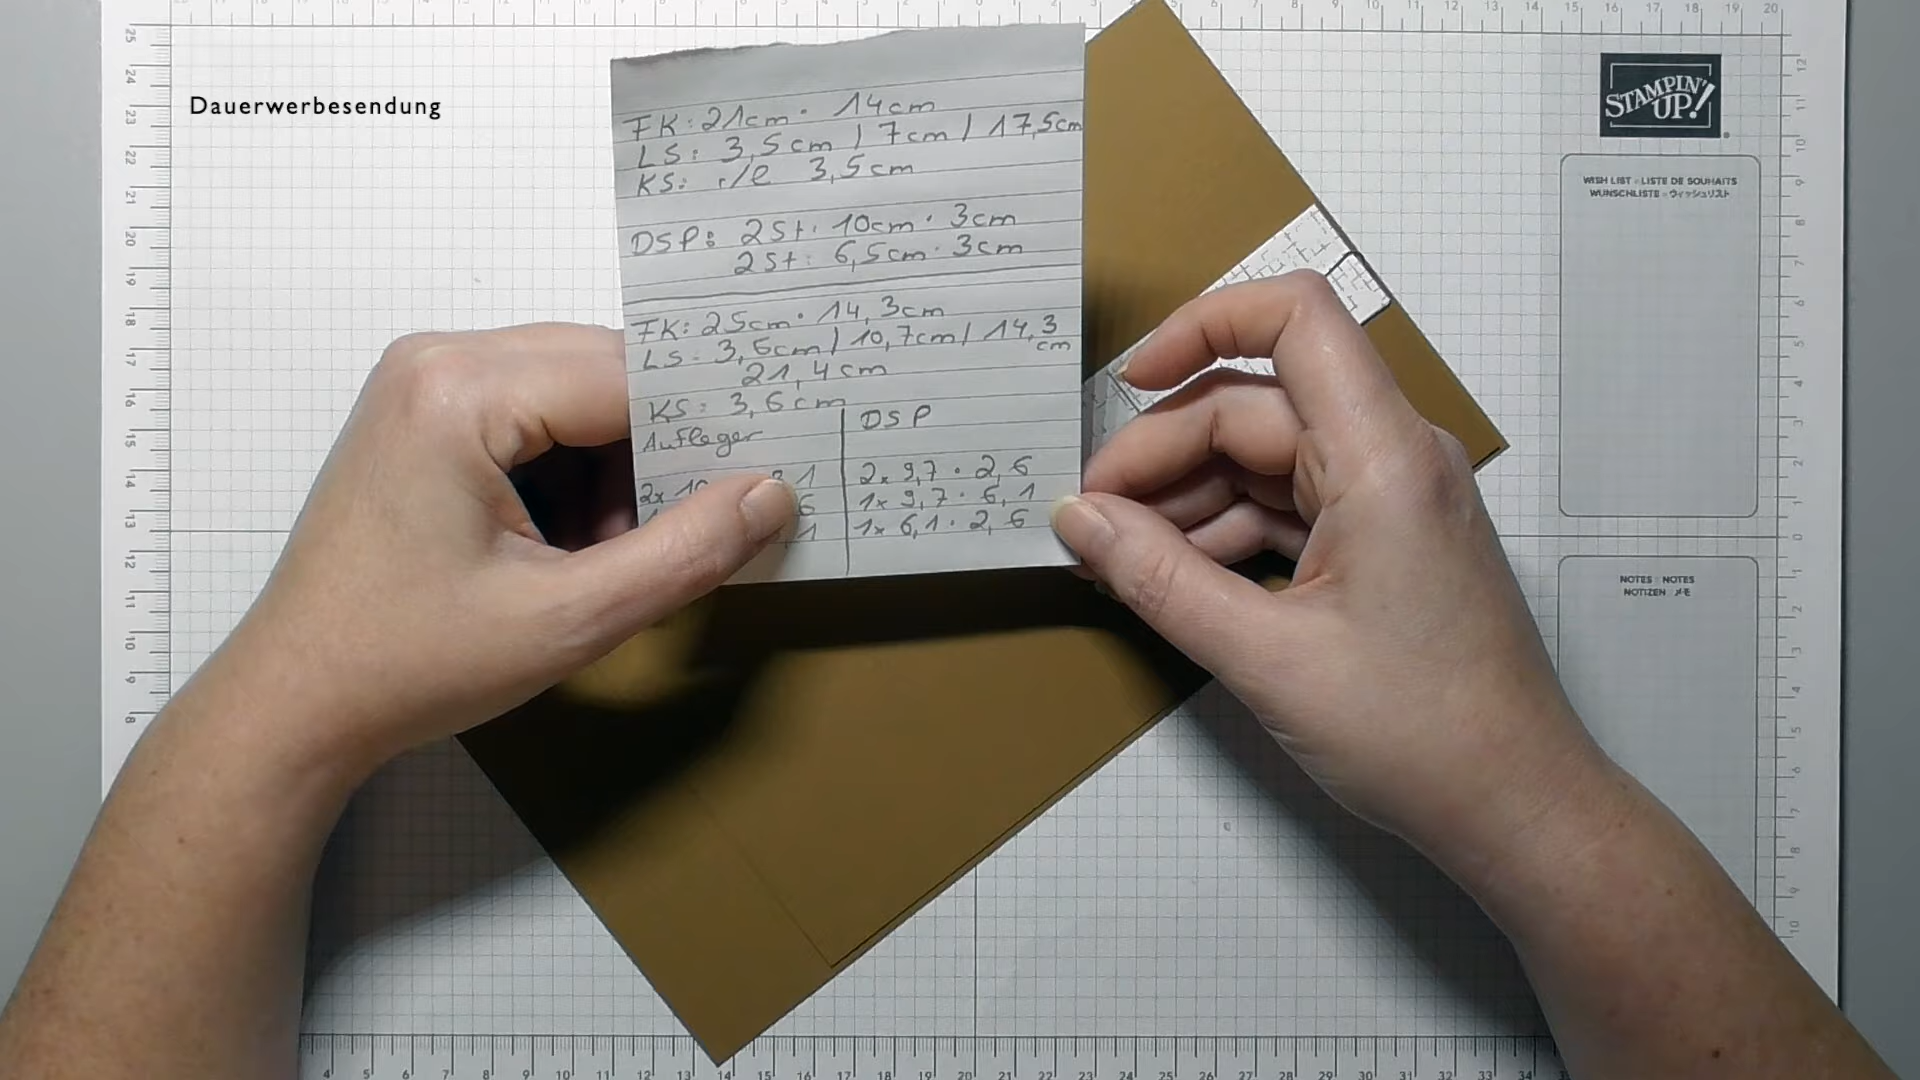 Dauerwerbesendung
FK: 21cm · 14cm
LS: 3,5cm / 7cm / 17,5cm
KS: r/l 3,5cm
DSP: 2St. 10cm · 3cm
2St: 6,5cm · 3cm
FK: 25cm · 14,3cm
LS: 3,6cm / 10,7cm / 14,3cm
21,4cm
KS: 3,6cm
Aufleger
DSP
2x 9,7 · 2,6
1x 9,7 · 6,1
1x 6,1 · 2,6
STAMPIN' UP!
WISH LIST · LISTE DE SOUHAITS
WUNSCHLISTE · ウィッシュリスト
NOTES · NOTES
NOTIZEN · メモ